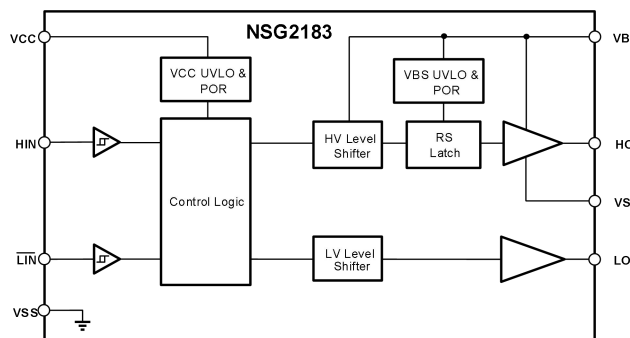 NSG2183
VCC
VB
VCC UVLO &
POR
VBS UVLO &
POR
HIN
HV Level
Shifter
RS
Latch
HO
Control Logic
VS
LIN
LV Level
Shifter
LO
VSS